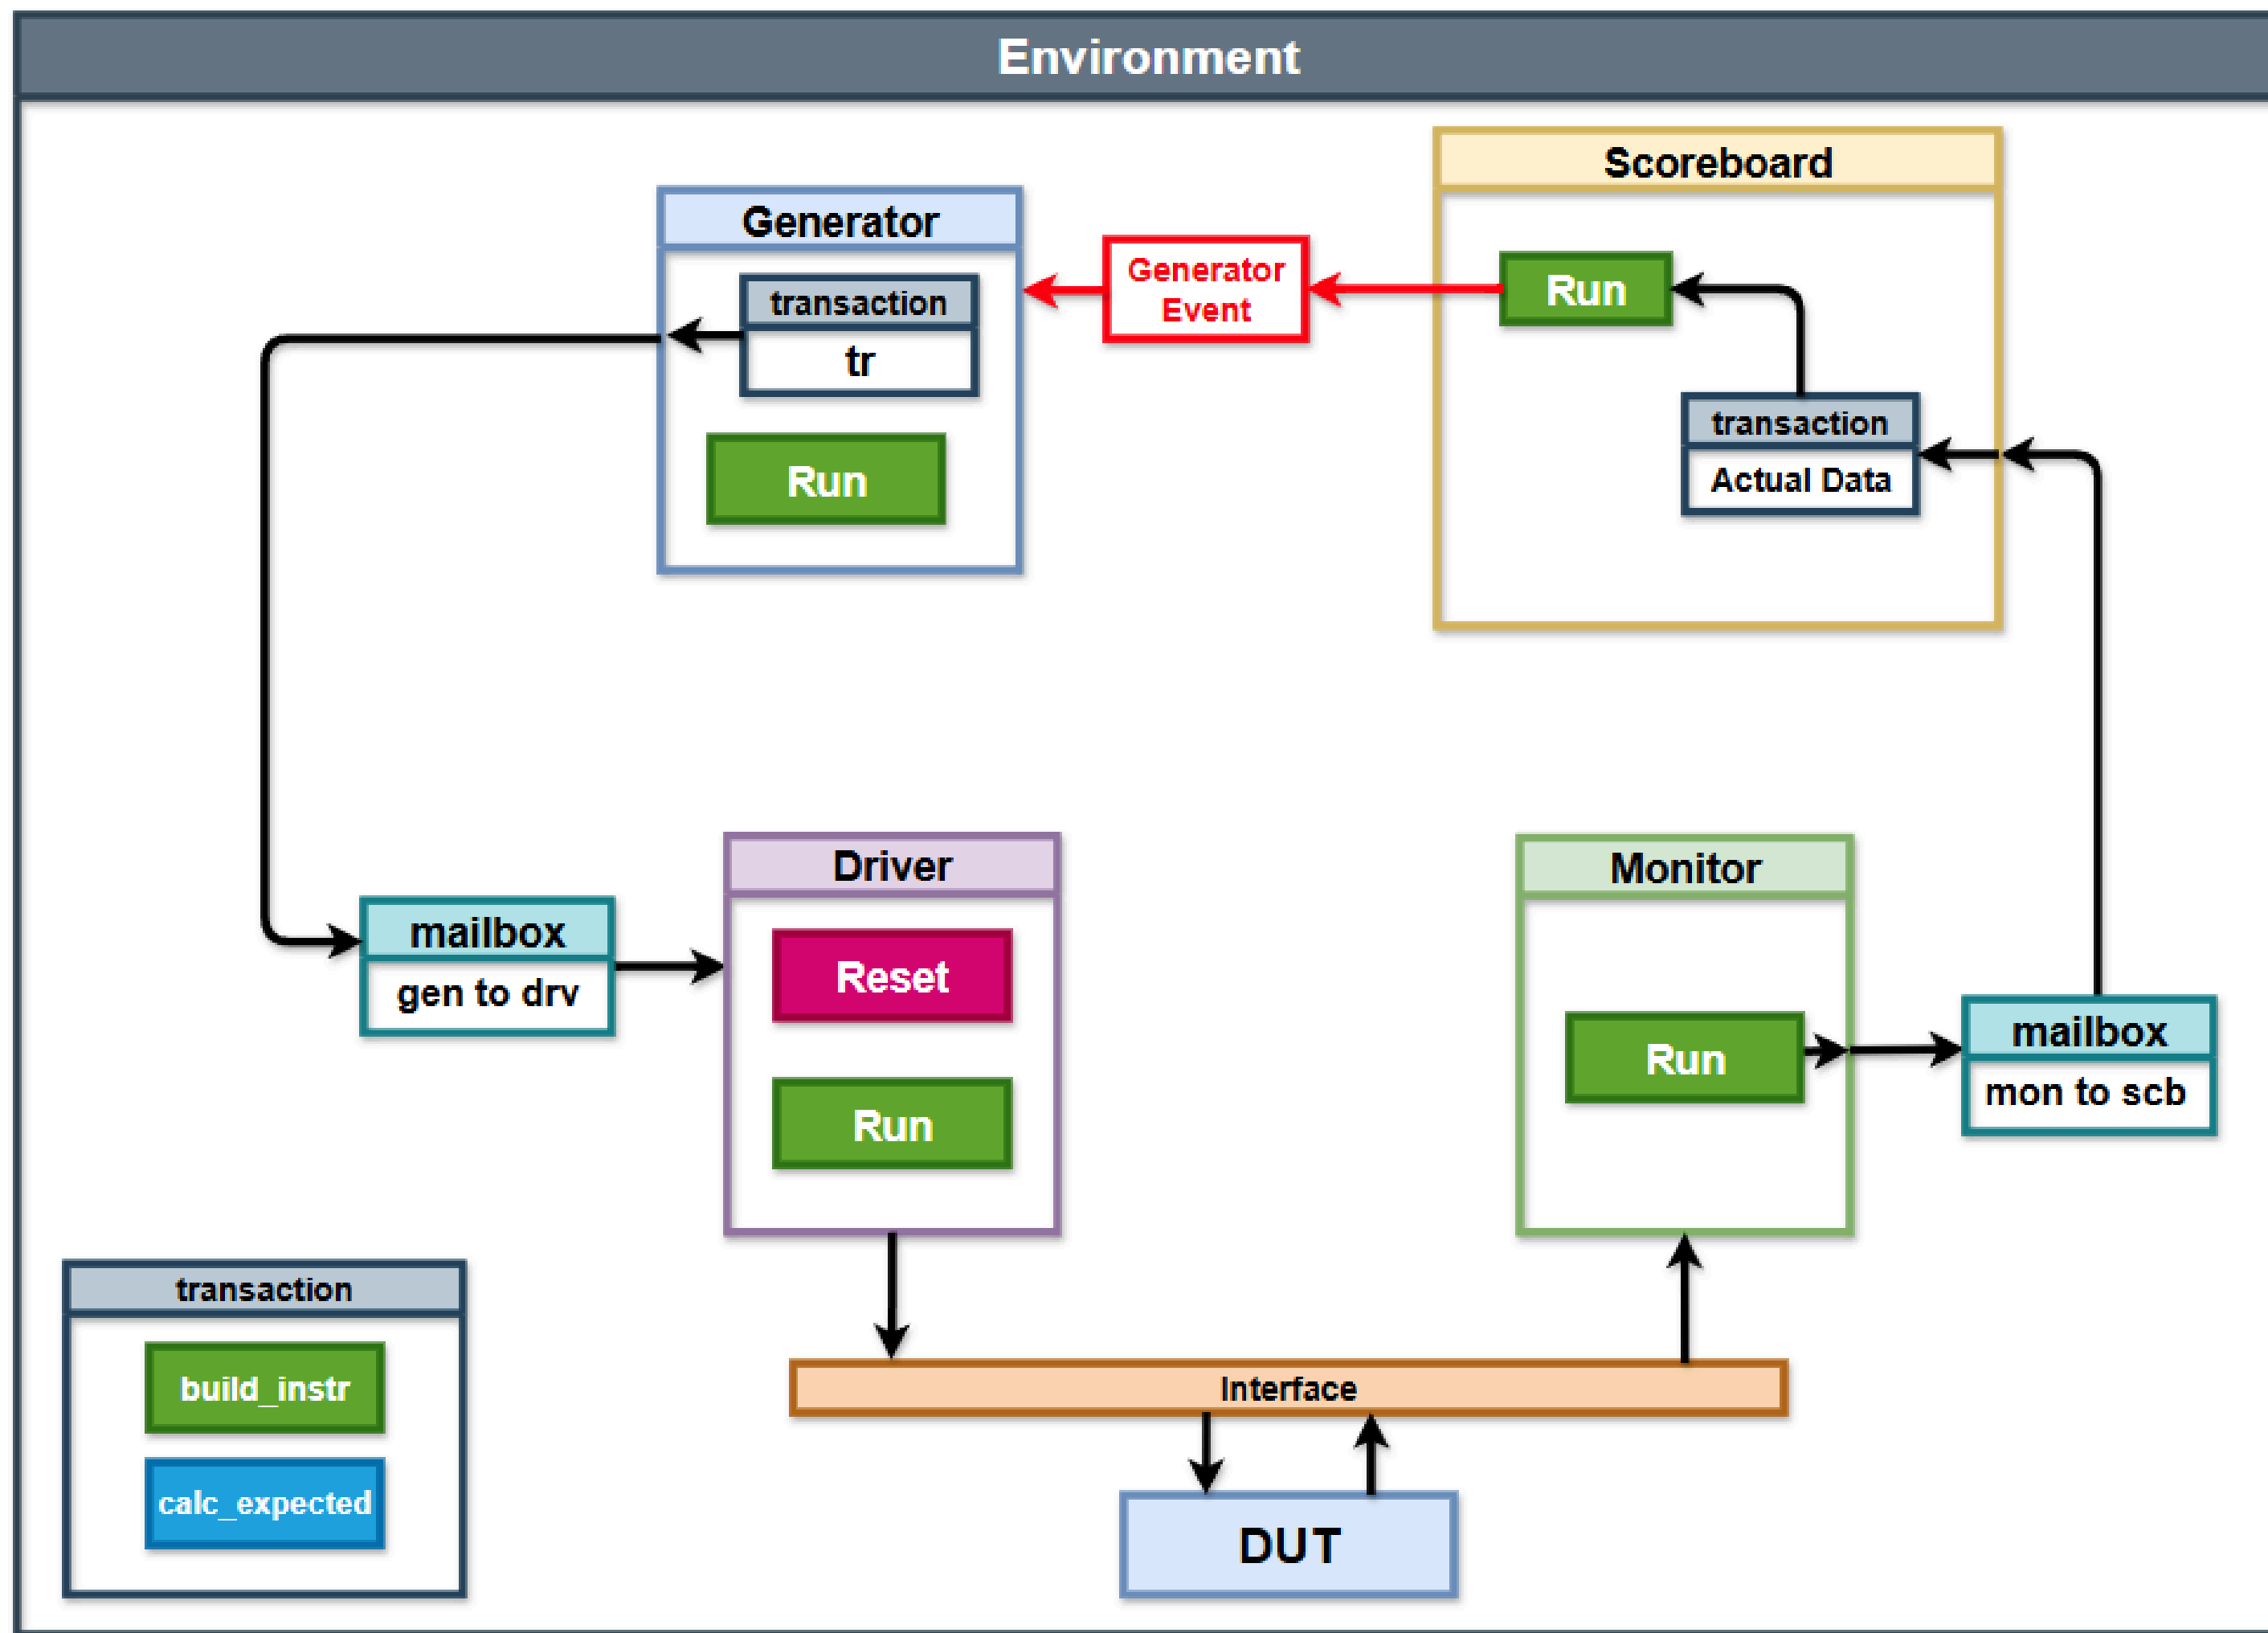 Environment
Scoreboard
Generator
transaction
tr
Run
Generator
Event
Run
transaction
Actual Data
Driver
Reset
Run
Monitor
Run
mailbox
gen to drv
mailbox
mon to scb
transaction
build_instr
calc_expected
Interface
DUT